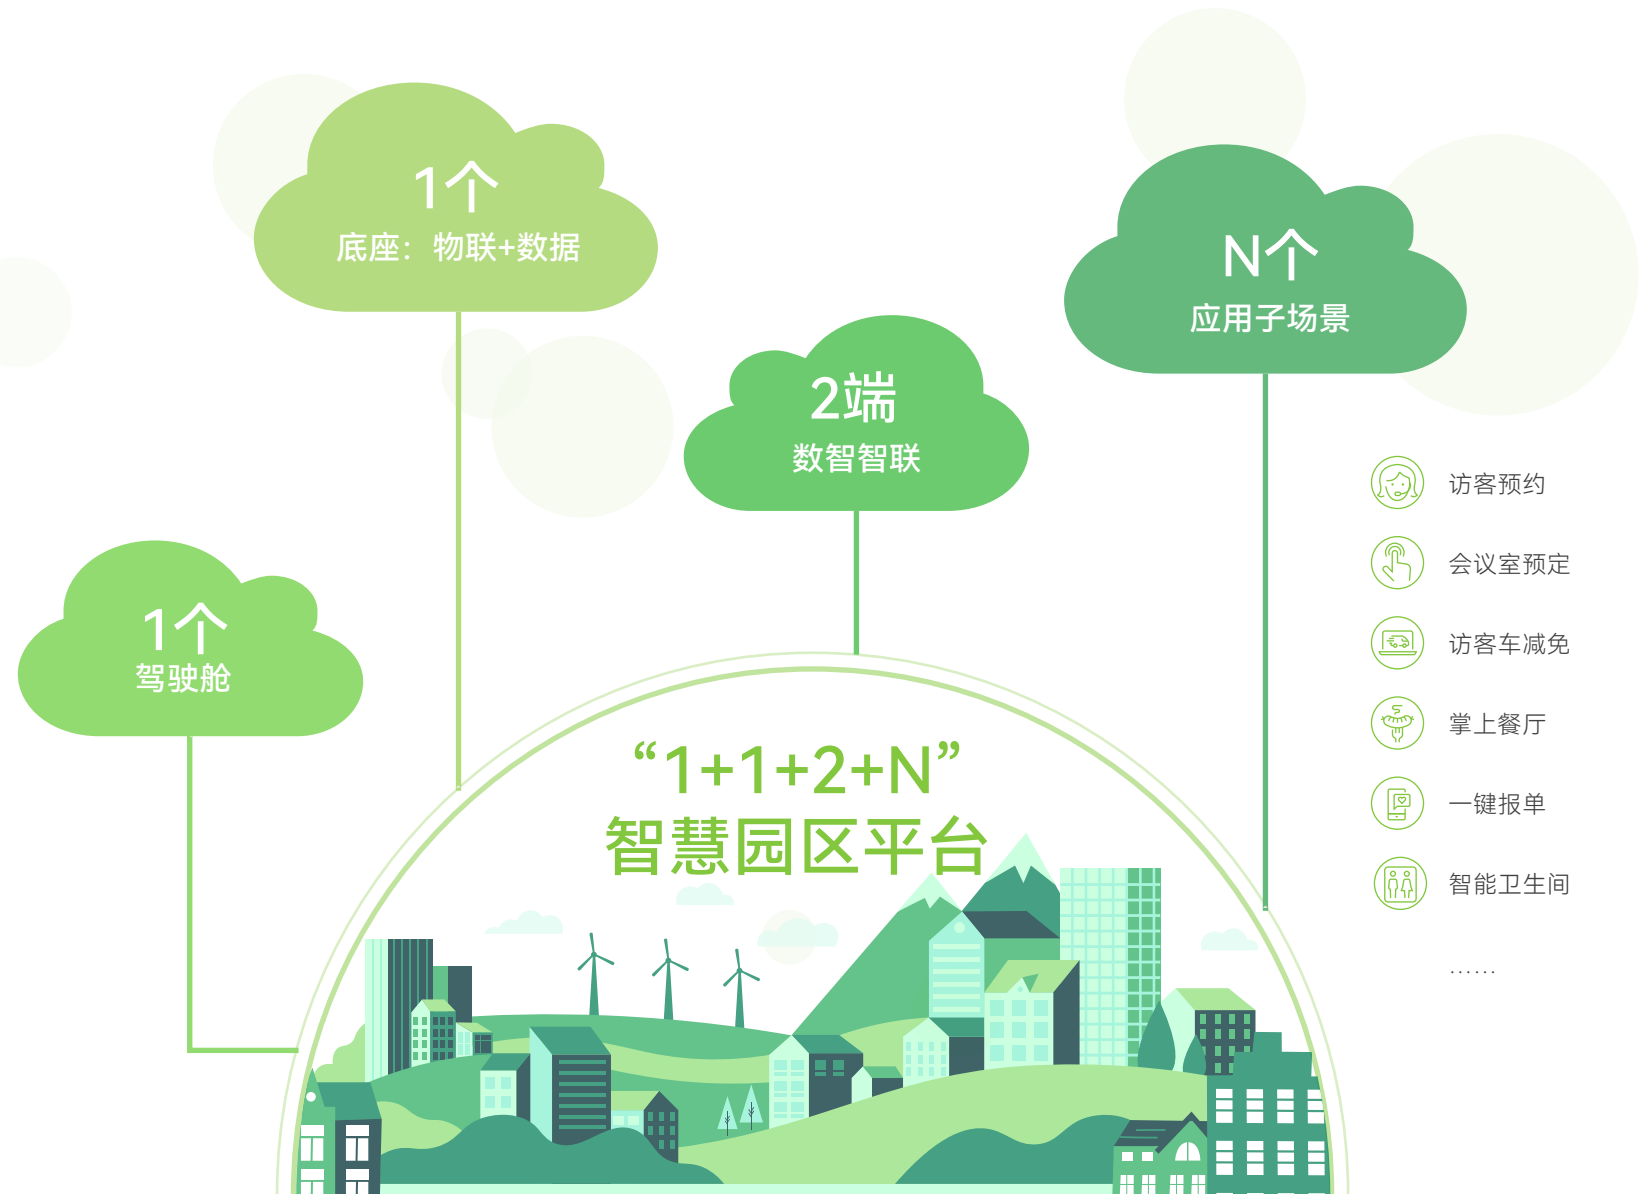 1个
底座：物联+数据
N个
应用子场景
2端
数智智联
1个
驾驶舱
“1+1+2+N”
智慧园区平台
访客预约
会议室预定
访客车减免
掌上餐厅
一键报单
智能卫生间
......